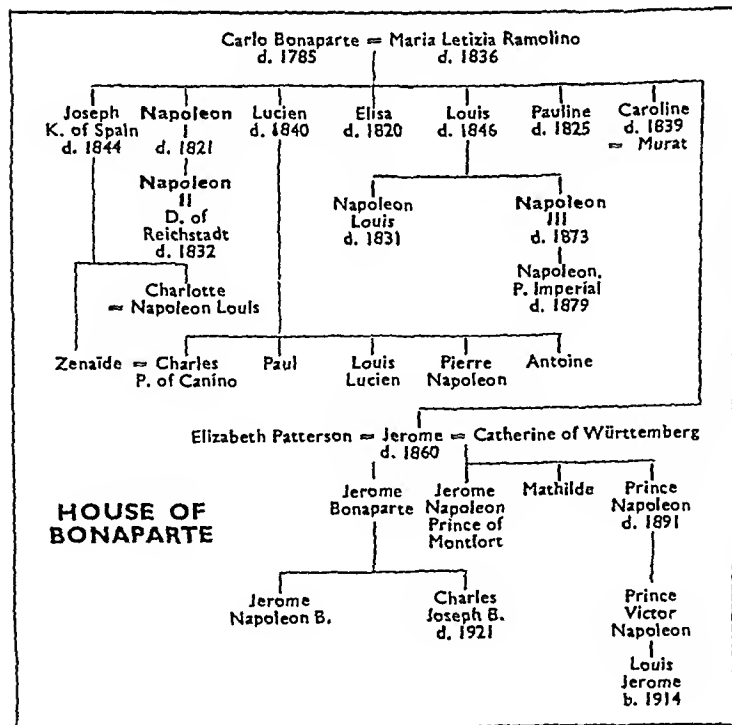 Carlo Bonaparte = Maria Letizia Ramolino
d. 1785 d. 1836
Joseph
K. of Spain
d. 1844
Napoleon
I
d. 1821
Lucien
d. 1840
Elisa
d. 1820
Louis
d. 1846
Pauline
d. 1825
Caroline
d. 1839
= Murat
Napoleon
II
D. of
Reichstadt
d. 1832
Napoleon
Louis
d. 1831
Napoleon
III
d. 1873
Napoleon.
P. Imperial
d. 1879
Charlotte
= Napoleon Louis
Zenaïde = Charles
P. of Canino
Paul
Louis
Lucien
Pierre
Napoleon
Antoine
Elizabeth Patterson = Jerome = Catherine of Württemberg
d. 1860
HOUSE OF
BONAPARTE
Jerome
Bonaparte
Jerome
Napoleon
Prince of
Montfort
Mathilde
Prince
Napoleon
d. 1891
Jerome
Napoleon B.
Charles
Joseph B.
d. 1921
Prince
Victor
Napoleon
Louis
Jerome
b. 1914